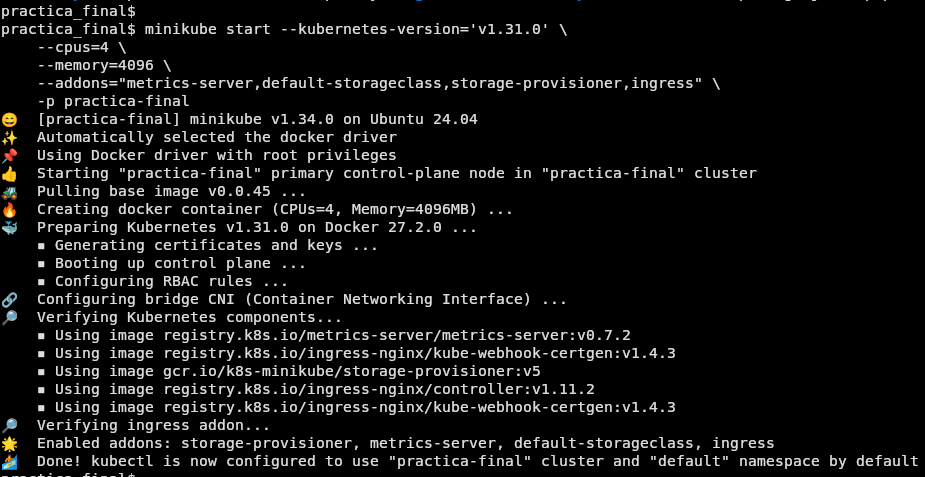 practica_final$
practica_final$ minikube start --kubernetes-version='v1.31.0' \
--cpus=4 \
--memory=4096 \
--addons="metrics-server,default-storageclass,storage-provisioner,ingress" \
-p practica-final
😄 [practica-final] minikube v1.34.0 on Ubuntu 24.04
✨ Automatically selected the docker driver
📌 Using Docker driver with root privileges
👍 Starting "practica-final" primary control-plane node in "practica-final" cluster
🚜 Pulling base image v0.0.45 ...
🔥 Creating docker container (CPUs=4, Memory=4096MB) ...
🐳 Preparing Kubernetes v1.31.0 on Docker 27.2.0 ...
▪ Generating certificates and keys ...
▪ Booting up control plane ...
▪ Configuring RBAC rules ...
🔗 Configuring bridge CNI (Container Networking Interface) ...
🔎 Verifying Kubernetes components...
▪ Using image registry.k8s.io/metrics-server/metrics-server:v0.7.2
▪ Using image registry.k8s.io/ingress-nginx/kube-webhook-certgen:v1.4.3
▪ Using image gcr.io/k8s-minikube/storage-provisioner:v5
▪ Using image registry.k8s.io/ingress-nginx/controller:v1.11.2
▪ Using image registry.k8s.io/ingress-nginx/kube-webhook-certgen:v1.4.3
🔎 Verifying ingress addon...
🌟 Enabled addons: storage-provisioner, metrics-server, default-storageclass, ingress
🏄 Done! kubectl is now configured to use "practica-final" cluster and "default" namespace by default
practica_final$